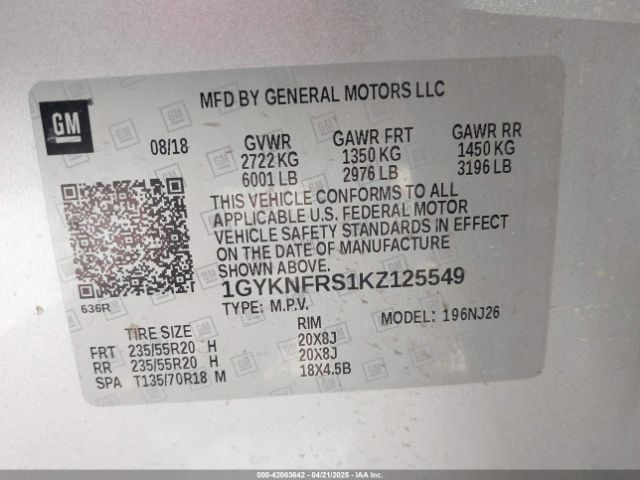 GM
MFD BY GENERAL MOTORS LLC
08/18
GVWR GAWR FRT GAWR RR
2722 KG 1350 KG 1450 KG
6001 LB 2976 LB 3196 LB
THIS VEHICLE CONFORMS TO ALL
APPLICABLE U.S. FEDERAL MOTOR
VEHICLE SAFETY STANDARDS IN EFFECT
ON THE DATE OF MANUFACTURE
SHOWN ABOVE.
1GYKNFRS1KZ125549
636R
TYPE: M.P.V. MODEL: 196NJ26
TIRE SIZE RIM
FRT 235/55R20 H 20X8J
RR 235/55R20 H 20X8J
SPA T135/70R18 M 18X4.5B
000-42063642 - 04/21/2025 - IAAI.COM